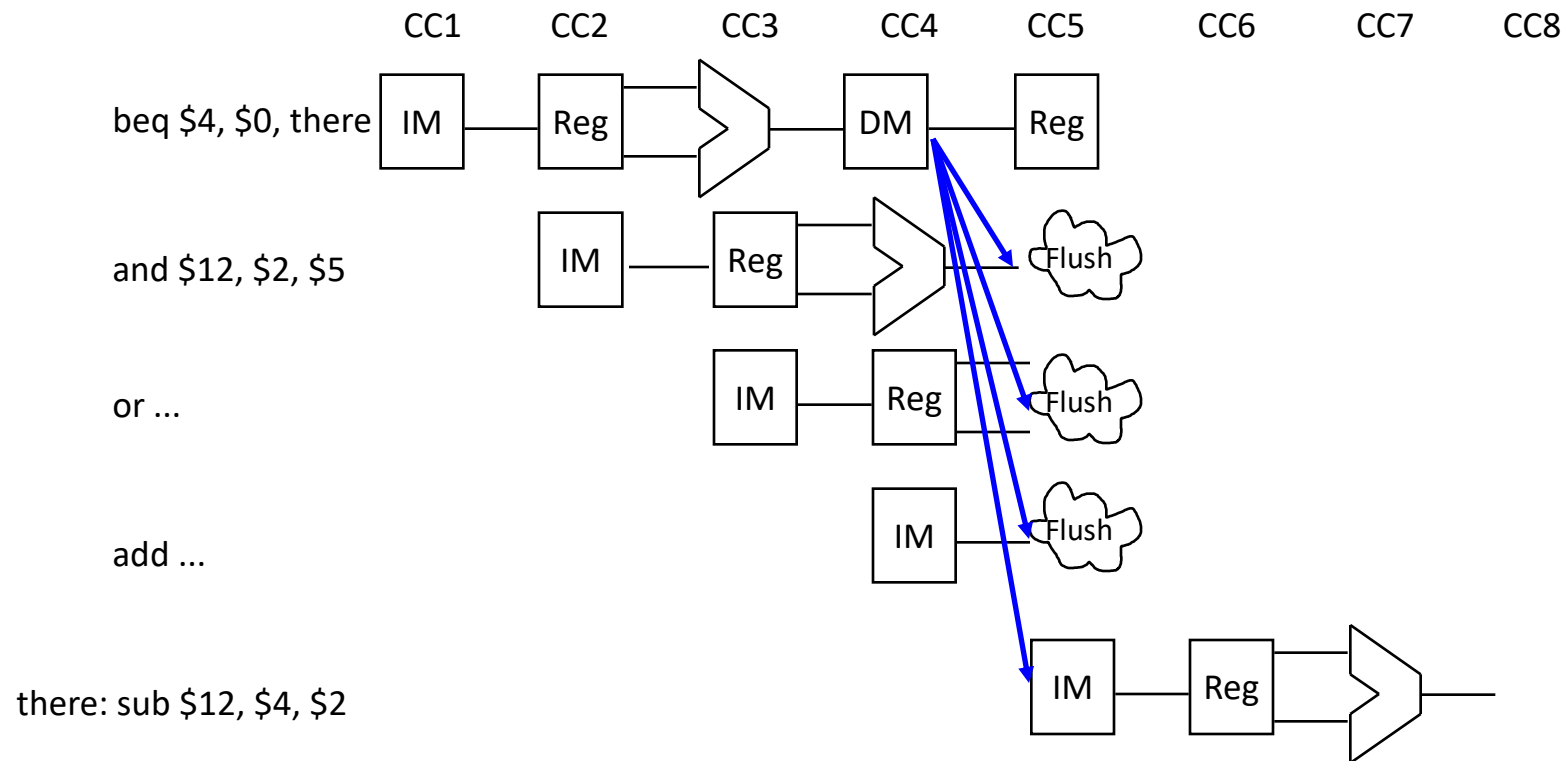 CC1 CC2 CC3 CC4 CC5 CC6 CC7 CC8
beq $4, $0, there IM Reg DM Reg
and $12, $2, $5 IM Reg Flush
or ... IM Reg Flush
add ... IM Flush
there: sub $12, $4, $2 IM Reg